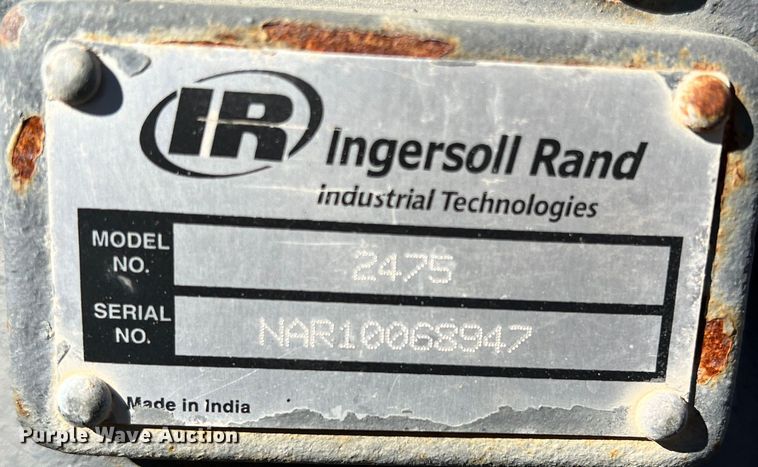 IR
Ingersoll Rand
Industrial Technologies
MODEL NO. 2475
SERIAL NO. NAR10068947
Made in India
Purple Wave Auction